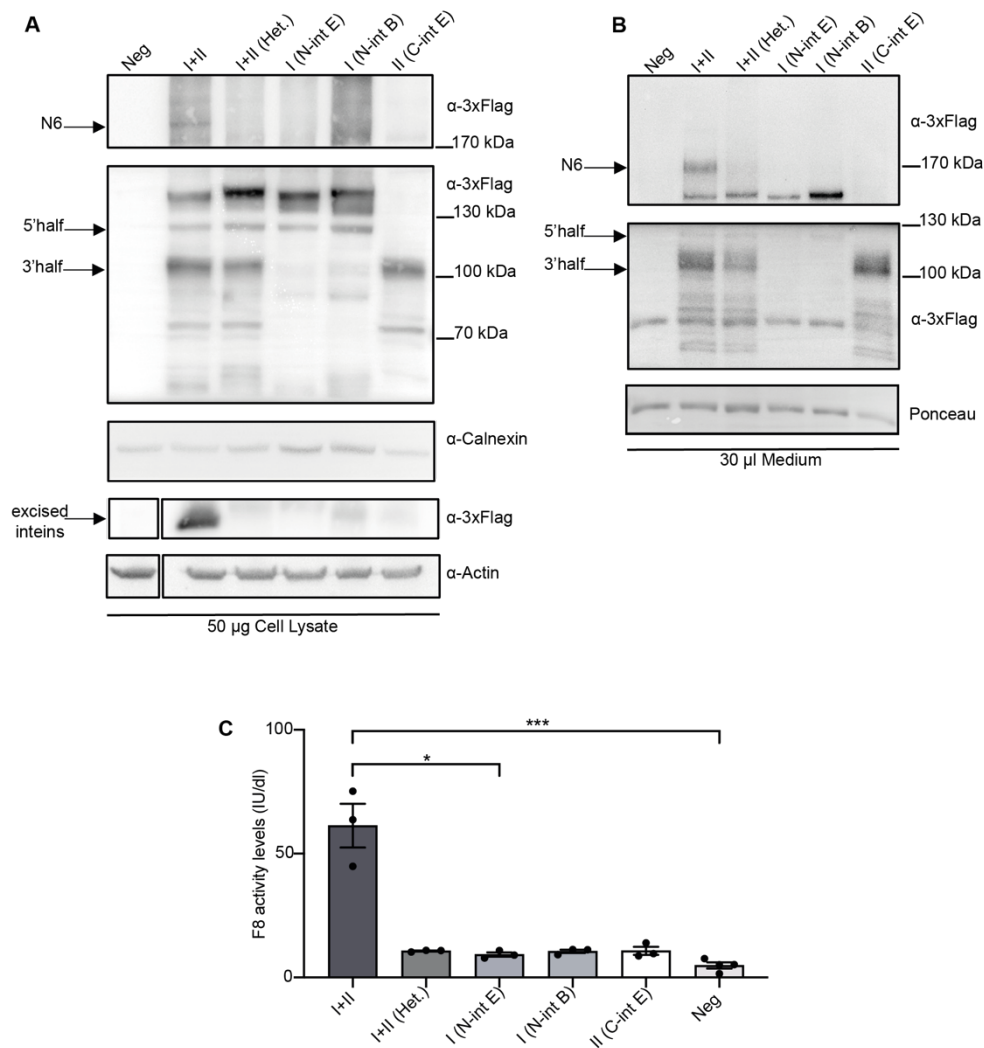 A
Neg
I+II
I+II (Het.)
I (N-int E)
I (N-int B)
II (C-int E)
N6
α-3xFlag
170 kDa
α-3xFlag
130 kDa
5'half
3'half
100 kDa
70 kDa
α-Calnexin
excised
inteins
α-3xFlag
α-Actin
50 µg Cell Lysate
B
Neg
I+II
I+II (Het.)
I (N-int E)
I (N-int B)
II (C-int E)
α-3xFlag
N6
170 kDa
130 kDa
5'half
3'half
100 kDa
α-3xFlag
Ponceau
30 µl Medium
C
F8 activity levels (IU/dl)
100
50
0
***
*
I+II
I+II (Het.)
I (N-int E)
I (N-int B)
II (C-int E)
Neg